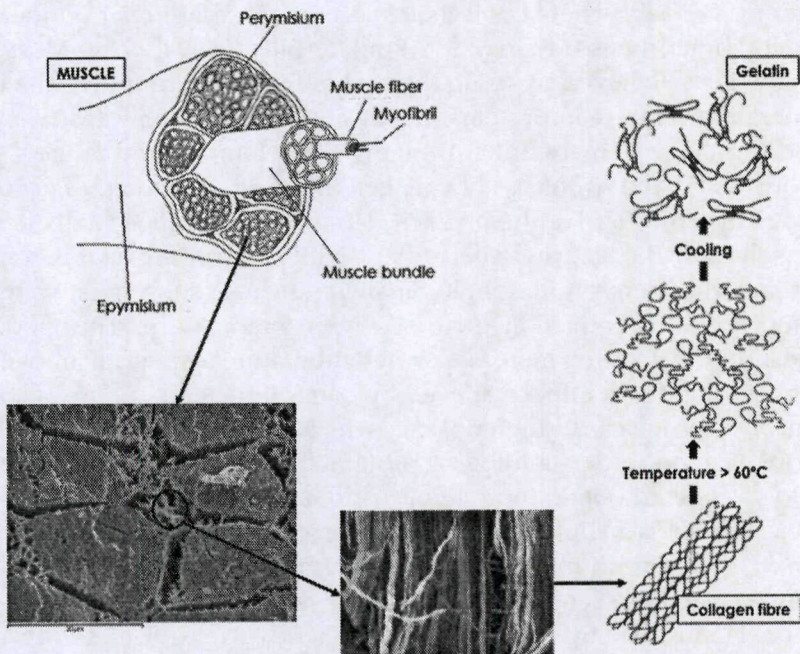 Perymisium
MUSCLE
Muscle fiber
Myofibril
Muscle bundle
Epymisium
Gelatin
Cooling
Temperature > 60°C
Collagen fibre